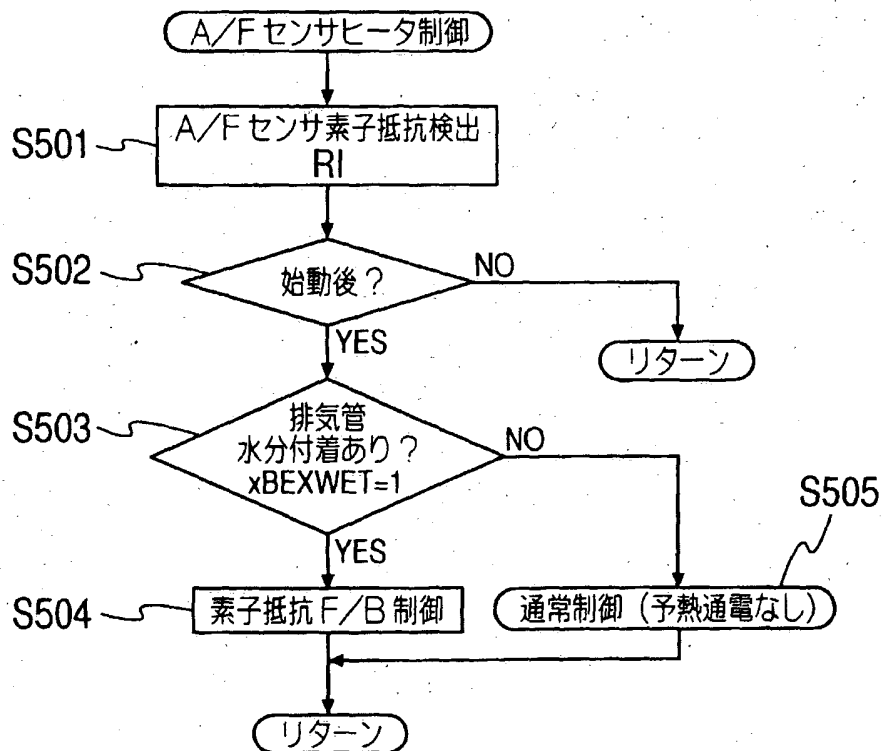 A/Fセンサヒータ制御
S501
A/Fセンサ素子抵抗検出
RI
S502
始動後?
NO
YES
リターン
S503
排気管
水分付着あり?
xBEXWET=1
NO
YES
S505
S504
素子抵抗F/B制御
通常制御(予熱通電なし)
リターン